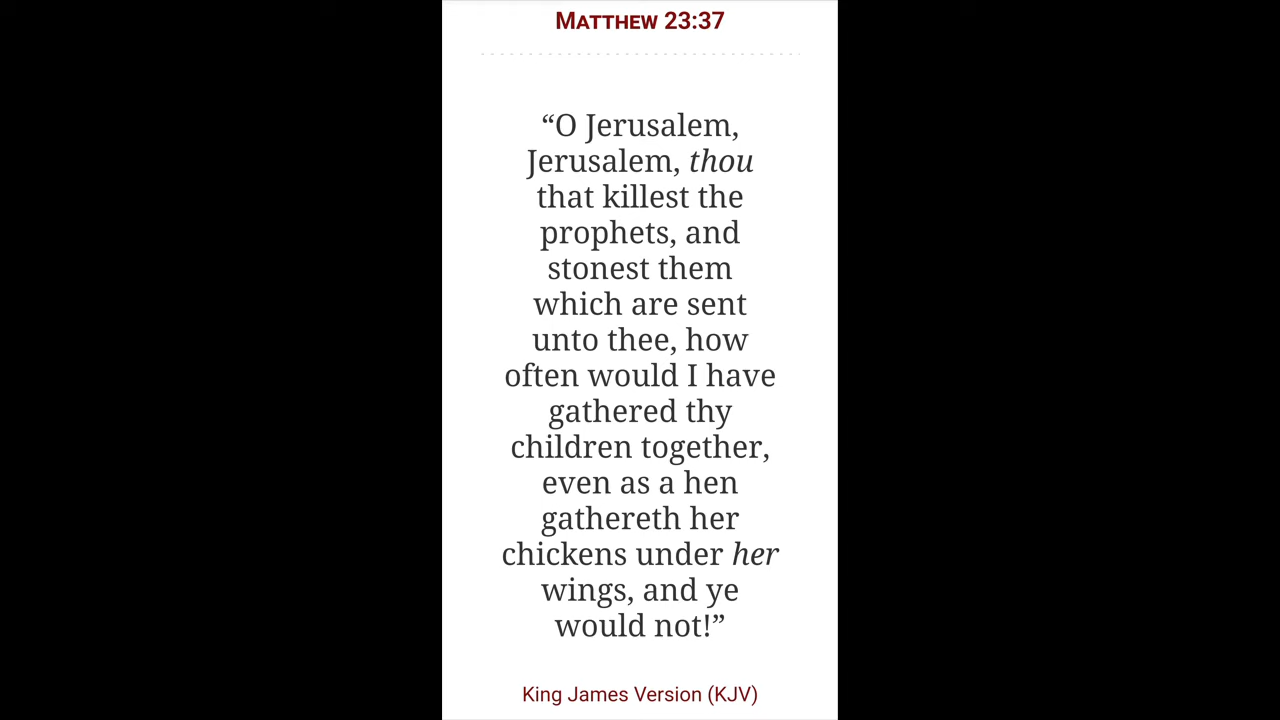 MATTHEW 23:37
“O Jerusalem,
Jerusalem, thou
that killest the
prophets, and
stonest them
which are sent
unto thee, how
often would I have
gathered thy
children together,
even as a hen
gathereth her
chickens under her
wings, and ye
would not!”
King James Version (KJV)